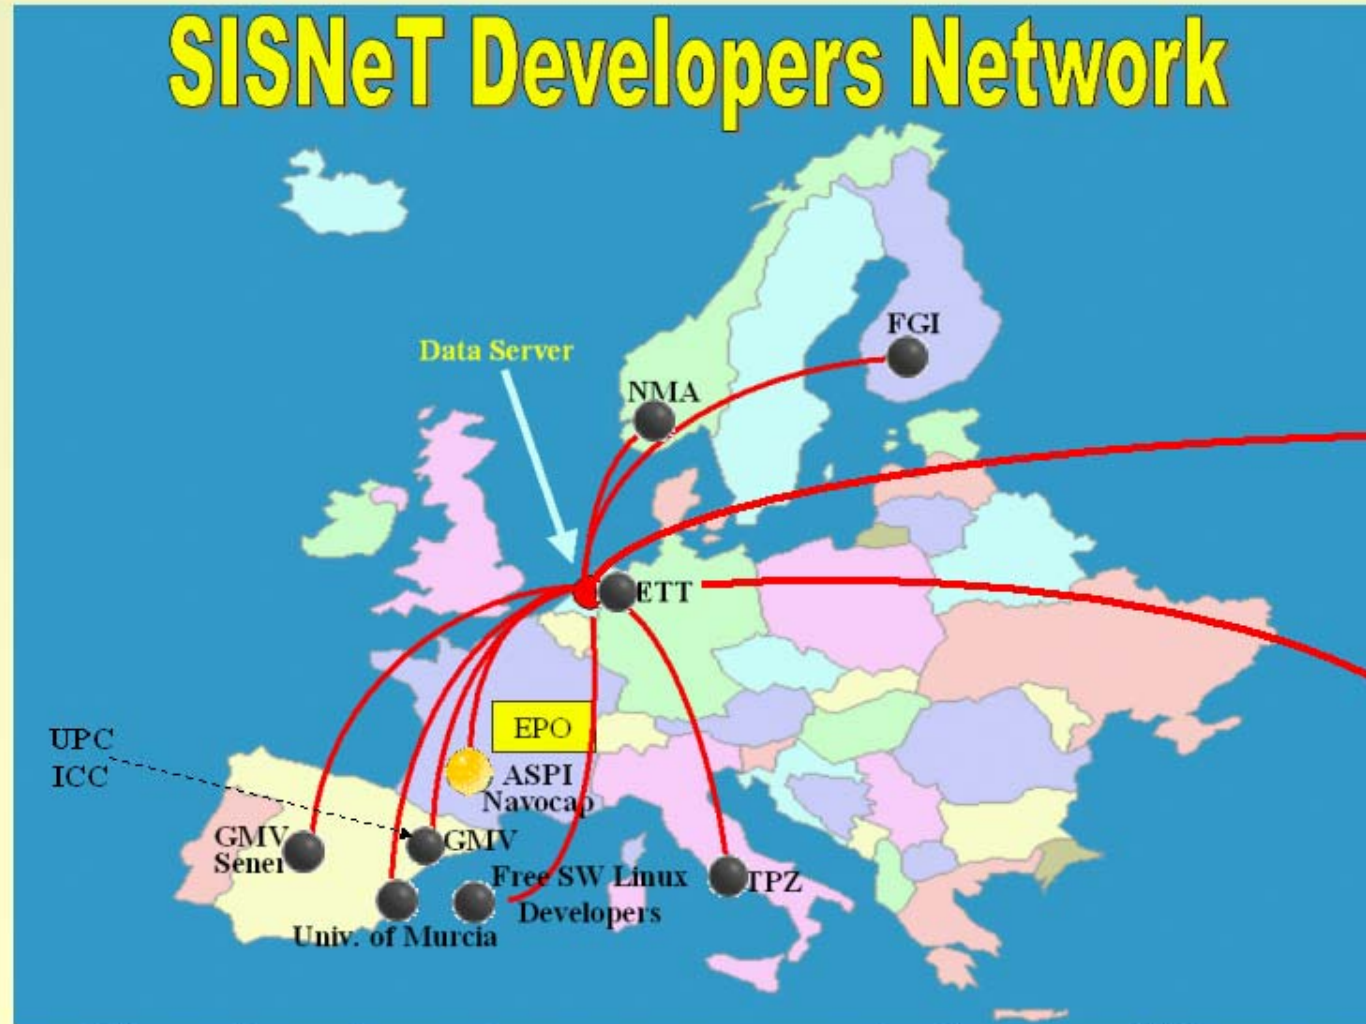 SISNeT Developers Network
FGI
Data Server
NMA
ETT
EPO
UPC
ICC
ASPI
Navocap
GMV
Sener
GMV
Free SW Linux
Developers
TPZ
Univ. of Murcia